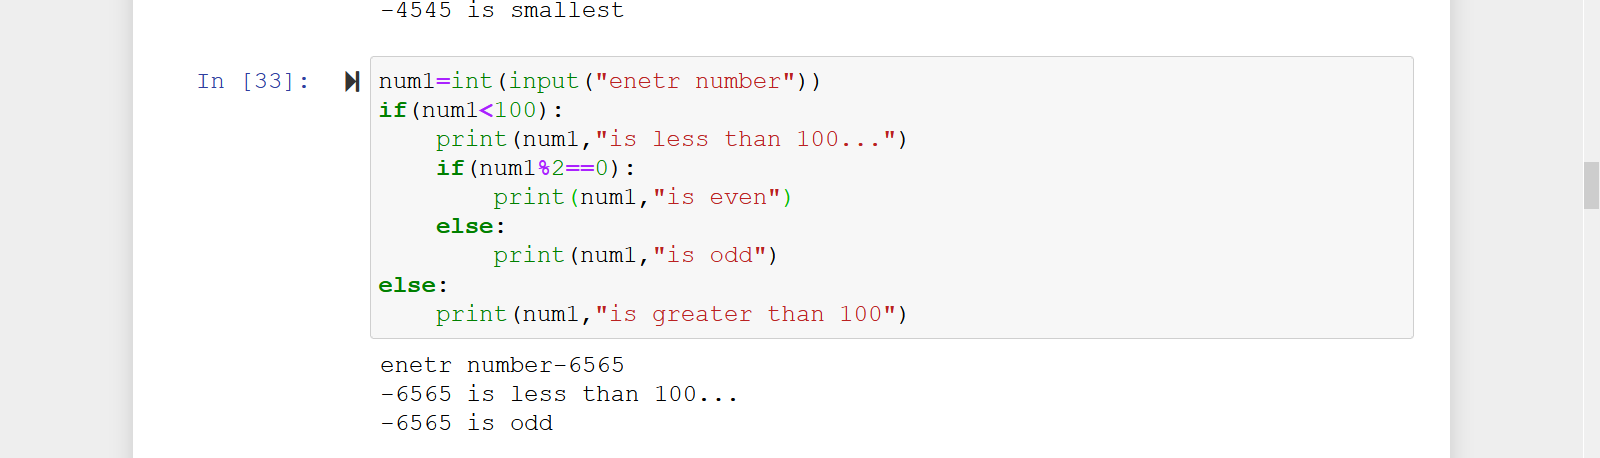 -4545 is smallest
In [33]:
num1=int(input("enetr number"))
if(num1<100):
    print(num1,"is less than 100...")
    if(num1%2==0):
        print(num1,"is even")
    else:
        print(num1,"is odd")
else:
    print(num1,"is greater than 100")
enetr number-6565
-6565 is less than 100...
-6565 is odd